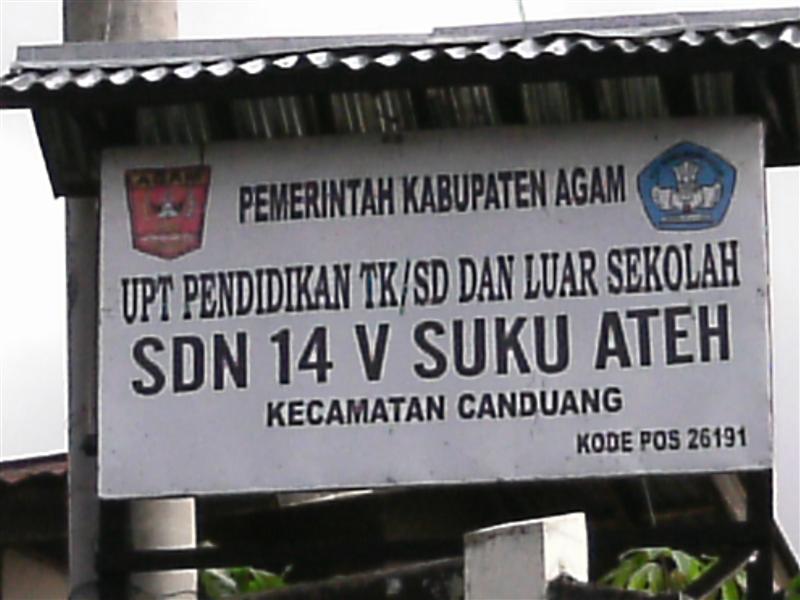 AGAM
PEMERINTAH KABUPATEN AGAM
UPT PENDIDIKAN TK/SD DAN LUAR SEKOLAH
SDN 14 V SUKU ATEH
KECAMATAN CANDUANG
KODE POS 26191